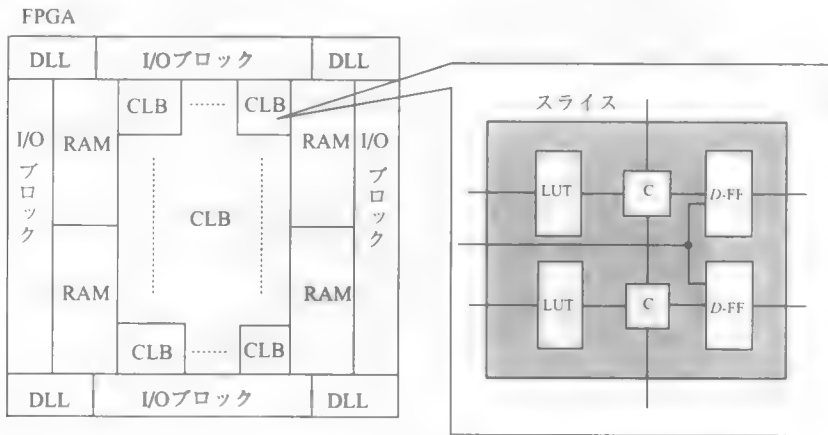 FPGA
DLL I/Oブロック DLL
CLB ...... CLB
I/Oブロック
RAM
RAM
I/Oブロック
CLB
RAM
RAM
CLB ...... CLB
DLL I/Oブロック DLL
スライス
LUT C D-FF
LUT C D-FF